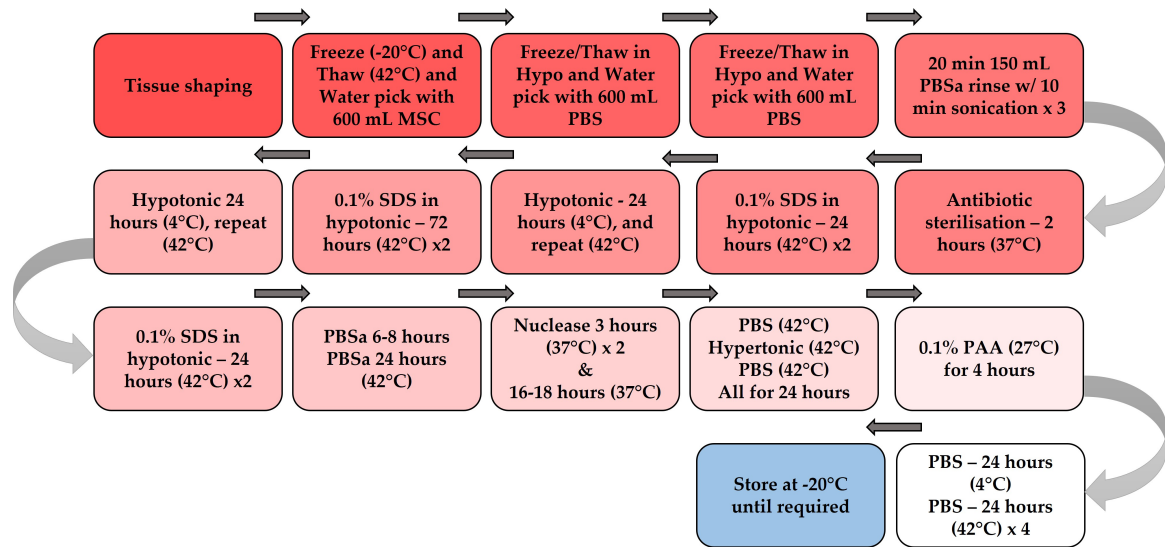 Tissue shaping
Freeze (-20°C) and
Thaw (42°C) and
Water pick with
600 mL MSC
Freeze/Thaw in
Hypo and Water
pick with 600 mL
PBS
Freeze/Thaw in
Hypo and Water
pick with 600 mL
PBS
20 min 150 mL
PBSa rinse w/ 10
min sonication x 3
Hypotonic 24
hours (4°C), repeat
(42°C)
0.1% SDS in
hypotonic – 72
hours (42°C) x2
Hypotonic - 24
hours (4°C), and
repeat (42°C)
0.1% SDS in
hypotonic – 24
hours (42°C) x2
Antibiotic
sterilisation – 2
hours (37°C)
0.1% SDS in
hypotonic – 24
hours (42°C) x2
PBSa 6-8 hours
PBSa 24 hours
(42°C)
Nuclease 3 hours
(37°C) x 2
&
16-18 hours (37°C)
PBS (42°C)
Hypertonic (42°C)
PBS (42°C)
All for 24 hours
0.1% PAA (27°C)
for 4 hours
Store at -20°C
until required
PBS – 24 hours
(4°C)
PBS – 24 hours
(42°C) x 4